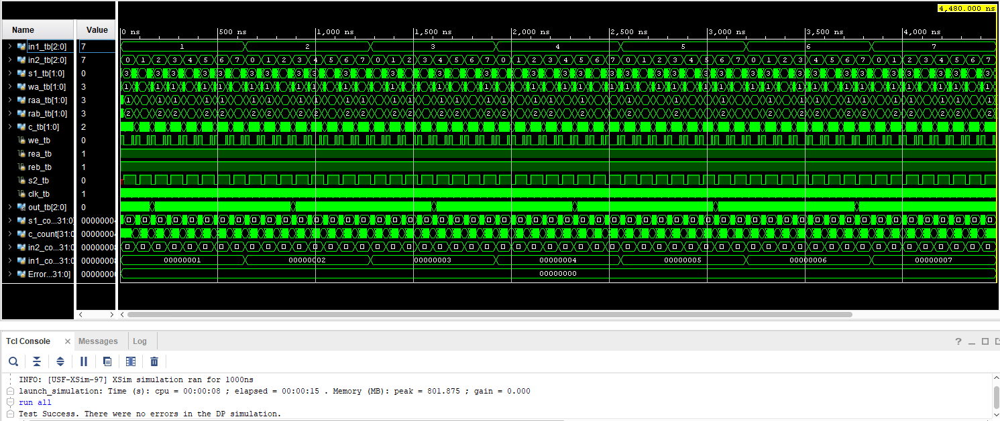 4,480.000 ns
Name Value 0 ns 500 ns 1,000 ns 1,500 ns 2,000 ns 2,500 ns 3,000 ns 3,500 ns 4,000 ns
in1_tb[2:0] 7 1 2 3 4 5 6 7
in2_tb[2:0] 7 0 1 2 3 4 5 6 7 0 1 2 3 4 5 6 7 0 1 2 3 4 5 6 7 0 1 2 3 4 5 6 7 0 1 2 3 4 5 6 7 0 1 2 3 4 5 6 7 0 1 2 3 4 5 6 7
s1_tb[1:0] 0
wa_tb[1:0] 3
raa_tb[1:0] 3
rab_tb[1:0] 3
c_tb[1:0] 2
we_tb 0
rea_tb 1
reb_tb 1
s2_tb 0
clk_tb 1
out_tb[2:0] 0
s1_co...31:0]
c_count[31:0
in2_co...31:0
in1_co...31:0 00000001 00000002 00000003 00000004 00000005 00000006 00000007
Error...31:0] 00000000
Tcl Console × Messages Log
INFO: [USF-XSim-97] XSim simulation ran for 1000ns
launch_simulation: Time (s): cpu = 00:00:08 ; elapsed = 00:00:15 . Memory (MB): peak = 801.875 ; gain = 0.000
run all
Test Success. There were no errors in the DP simulation.